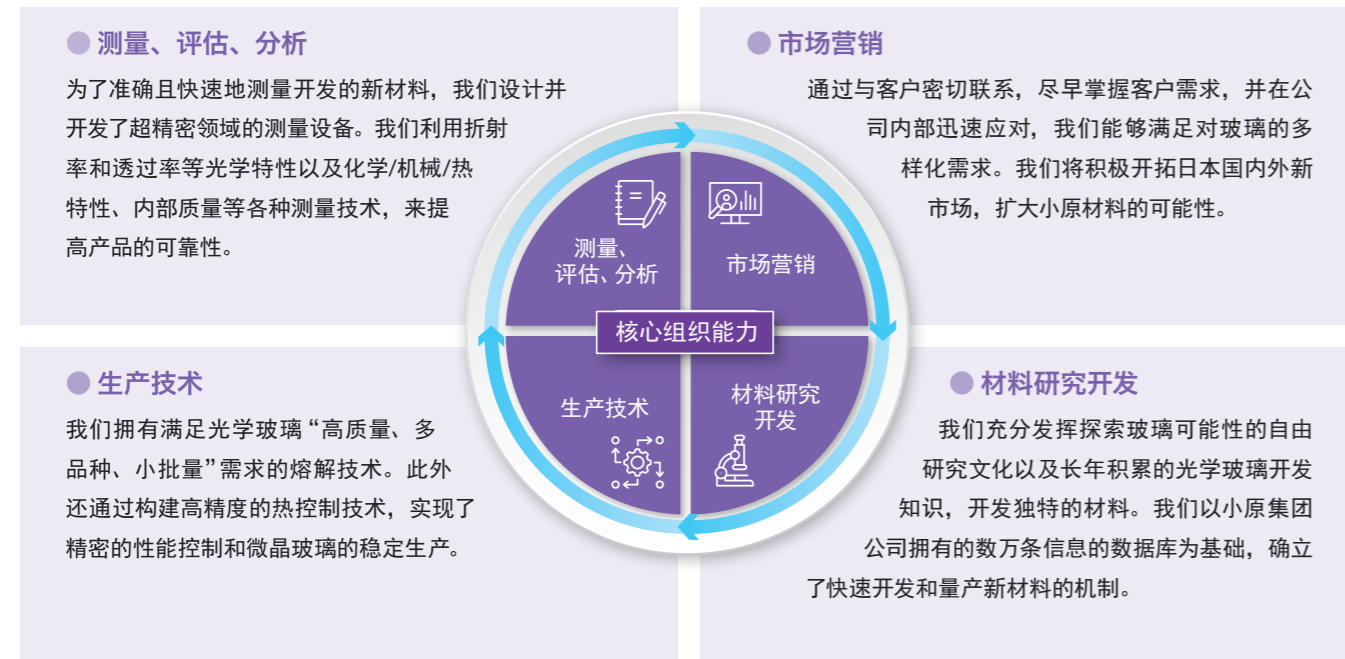 测量、评估、分析
为了准确且快速地测量开发的新材料，我们设计并
开发了超精密领域的测量设备。我们利用折射
率和透过率等光学特性以及化学/机械/热
特性、内部质量等各种测量技术，来提
高产品的可靠性。
市场营销
通过与客户密切联系，尽早掌握客户需求，并在公
司内部迅速应对，我们能够满足对玻璃的多
样化需求。我们将积极开拓日本国内外新
市场，扩大小原材料的可能性。
测量、
评估、分析
市场营销
核心组织能力
生产技术
材料研究
开发
生产技术
我们拥有满足光学玻璃“高质量、多
品种、小批量”需求的熔解技术。此外
还通过构建高精度的热控制技术，实现了
精密的性能控制和微晶玻璃的稳定生产。
材料研究开发
我们充分发挥探索玻璃可能性的自由
研究文化以及长年积累的光学玻璃开发
知识，开发独特的材料。我们以小原集团
公司拥有的数万条信息的数据库为基础，确立
了快速开发和量产新材料的机制。